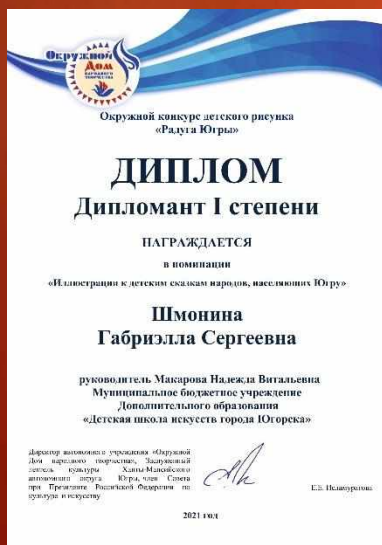 Окружной
Дом
НАРОДНОГО
ТВОРЧЕСТВА
Окружной конкурс детского рисунка
«Радуга Югры»
ДИПЛОМ
Дипломант I степени
НАГРАЖДАЕТСЯ
в номинации
«Иллюстрации к детским сказкам народов, населяющих Югру»
Шмонина
Габриэлла Сергеевна
руководитель Макарова Надежда Витальевна
Муниципальное бюджетное учреждение
Дополнительного образования
«Детская школа искусств города Югорска»
Директор автономного учреждения «Окружной
Дом народного творчества», Заслуженный
деятель культуры Ханты-Мансийского
автономного округа Югры, член Совета
при Президенте Российской Федерации по
культуре и искусству
2021 год